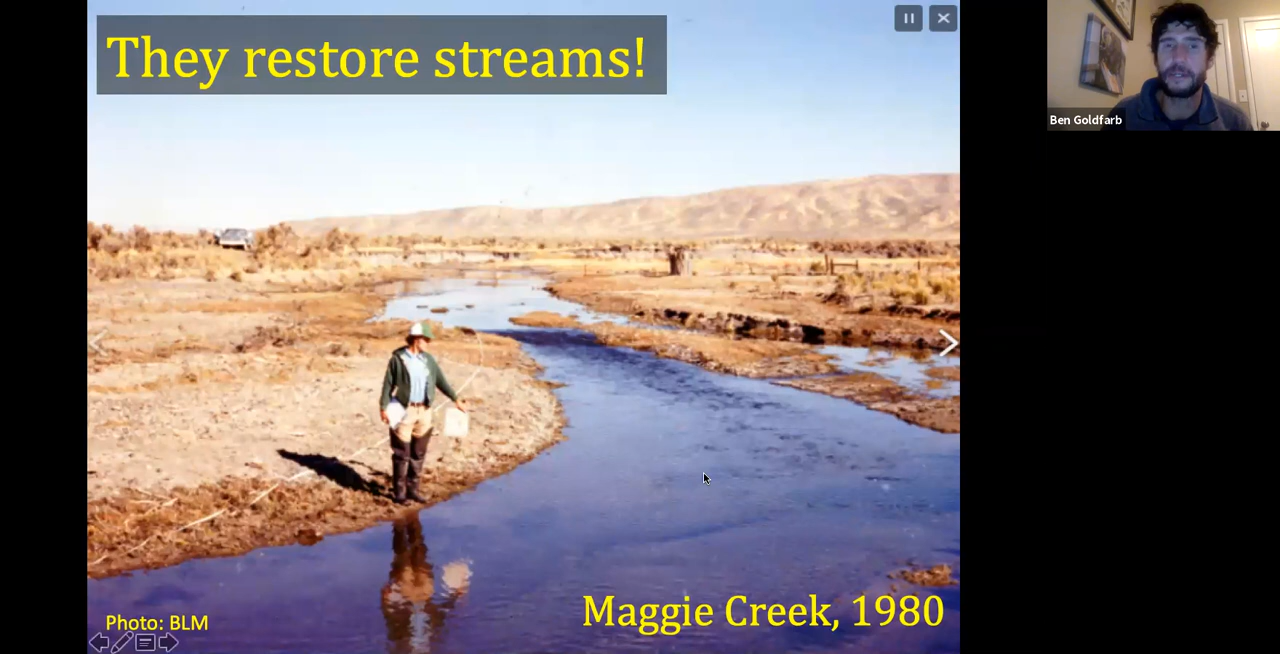 They restore streams!
Ben Goldfarb
Maggie Creek, 1980
Photo: BLM